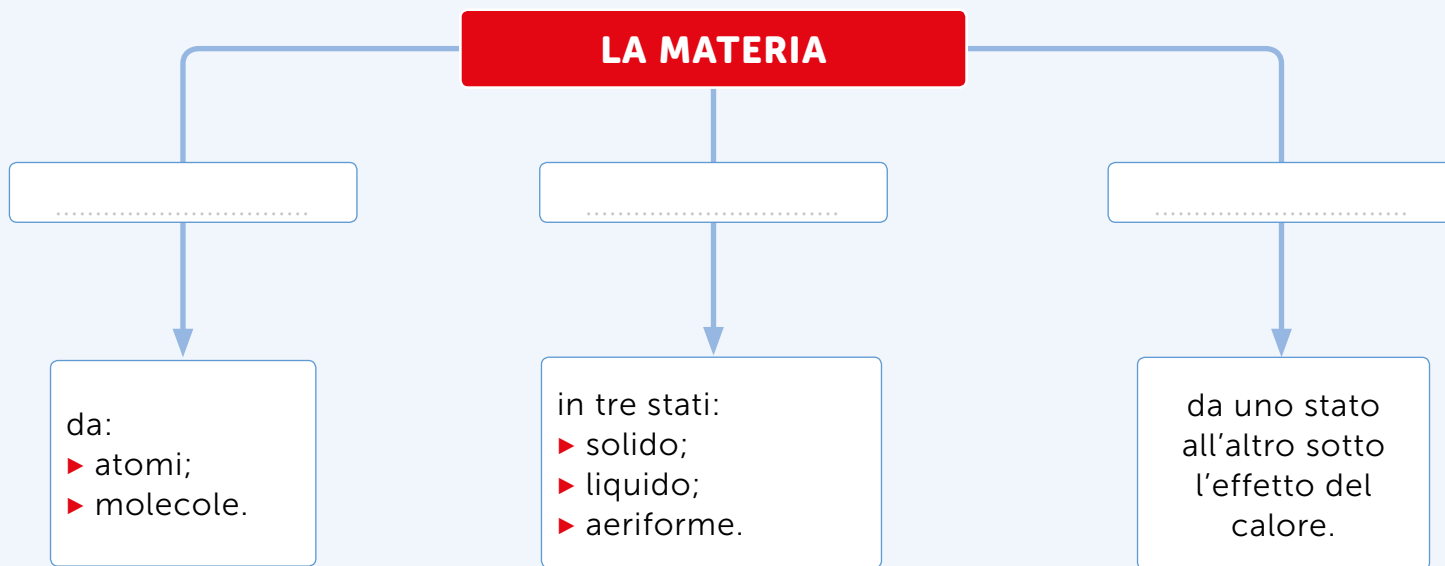 LA MATERIA
da:
▶ atomi;
▶ molecole.
in tre stati:
▶ solido;
▶ liquido;
▶ aeriforme.
da uno stato
all'altro sotto
l'effetto del
calore.